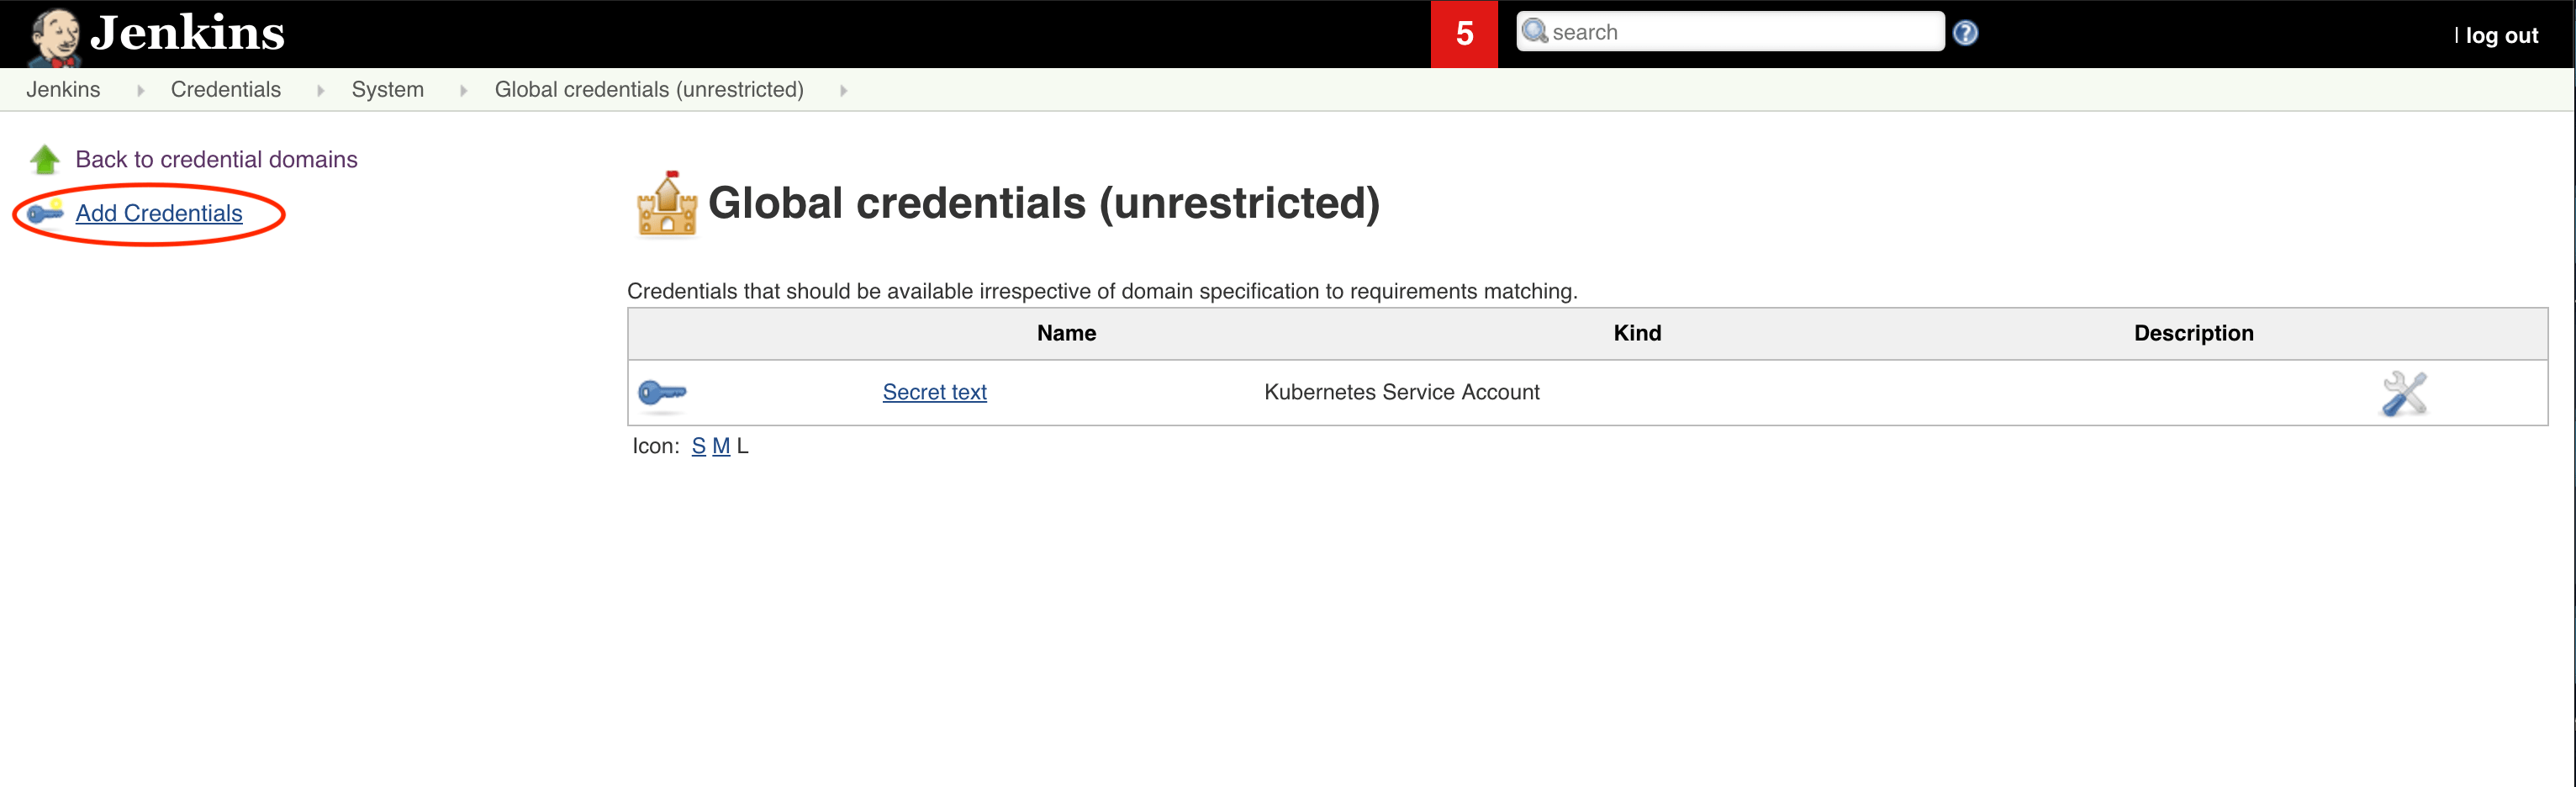 Jenkins
5
search
?
| log out
Jenkins
Credentials
System
Global credentials (unrestricted)
Back to credential domains
Add Credentials
Global credentials (unrestricted)
Credentials that should be available irrespective of domain specification to requirements matching.
Name Kind Description
Secret text Kubernetes Service Account
Icon: S M L